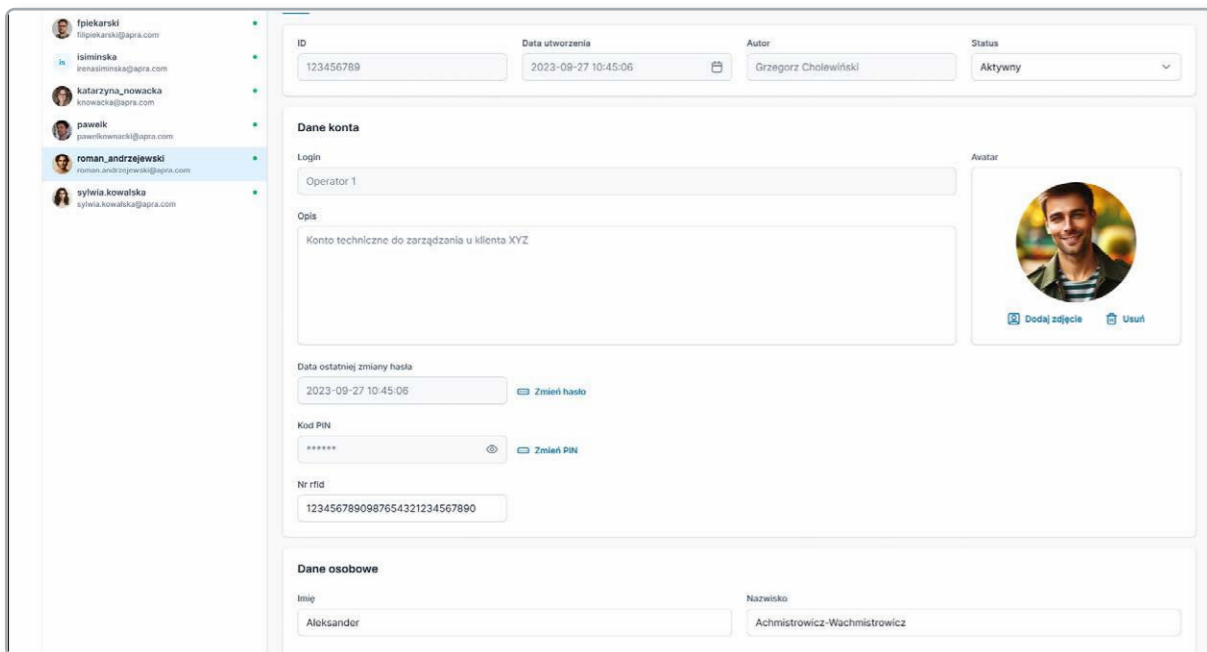 fpiekarski
filipiekarski@apra.com
is
isiminska
irenasiminska@apra.com
katarzyna_nowacka
knowacka@apra.com
pawelk
pawelkownacki@apra.com
roman_andrzejewski
roman.andrzejewski@apra.com
sylwia.kowalska
sylwia.kowalska@apra.com
ID
Data utworzenia
Autor
Status
123456789
2023-09-27 10:45:06
Grzegorz Cholewiński
Aktywny
Dane konta
Login
Avatar
Operator 1
Opis
Konto techniczne do zarządzania u klienta XYZ
Dodaj zdjęcie
Usuń
Data ostatniej zmiany hasła
2023-09-27 10:45:06
Zmień hasło
Kod PIN
******
Zmień PIN
Nr rfid
1234567890987654321234567890
Dane osobowe
Imię
Nazwisko
Aleksander
Achmistrowicz-Wachmistrowicz